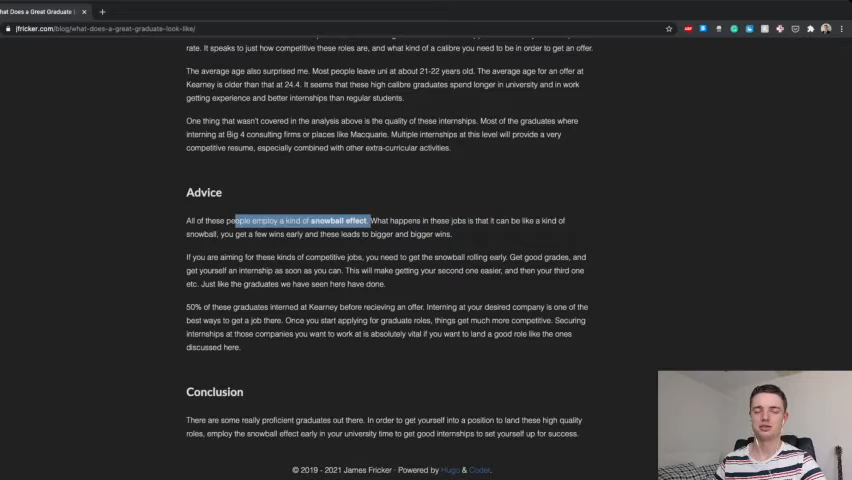 hat Does a Great Graduate
jfricker.com/blog/what-does-a-great-graduate-look-like/
rate. It speaks to just how competitive these roles are, and what kind of a calibre you need to be in order to get an offer.
The average age also surprised me. Most people leave uni at about 21-22 years old. The average age for an offer at
Kearney is older than that at 24.4. It seems that these high calibre graduates spend longer in university and in work
getting experience and better internships than regular students.
One thing that wasn't covered in the analysis above is the quality of these internships. Most of the graduates where
interning at Big 4 consulting firms or places like Macquarie. Multiple internships at this level will provide a very
competitive resume, especially combined with other extra-curricular activities.
Advice
All of these people employ a kind of snowball effect. What happens in these jobs is that it can be like a kind of
snowball, you get a few wins early and these leads to bigger and bigger wins.
If you are aiming for these kinds of competitive jobs, you need to get the snowball rolling early. Get good grades, and
get yourself an internship as soon as you can. This will make getting your second one easier, and then your third one
etc. Just like the graduates we have seen here have done.
50% of these graduates interned at Kearney before recieving an offer. Interning at your desired company is one of the
best ways to get a job there. Once you start applying for graduate roles, things get much more competitive. Securing
internships at those companies you want to work at is absolutely vital if you want to land a good role like the ones
discussed here.
Conclusion
There are some really proficient graduates out there. In order to get yourself into a position to land these high quality
roles, employ the snowball effect early in your university time to get good internships to set yourself up for success.
© 2019 - 2021 James Fricker · Powered by Hugo & Coder.